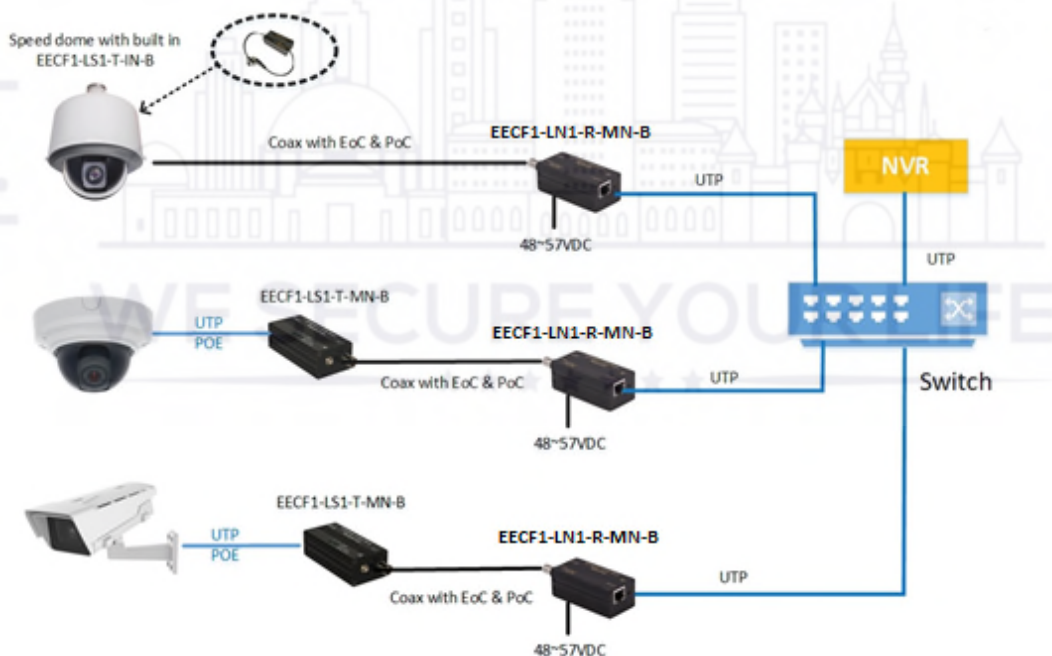 Speed dome with built in
EECF1-LS1-T-IN-B
Coax with EoC & PoC
EECF1-LN1-R-MN-B
UTP
48~57VDC
NVR
UTP
WE SECURE YOUR LIFE
EECF1-LS1-T-MN-B
UTP
POE
Coax with EoC & PoC
EECF1-LN1-R-MN-B
UTP
48~57VDC
Switch
EECF1-LS1-T-MN-B
UTP
POE
Coax with EoC & PoC
EECF1-LN1-R-MN-B
UTP
48~57VDC